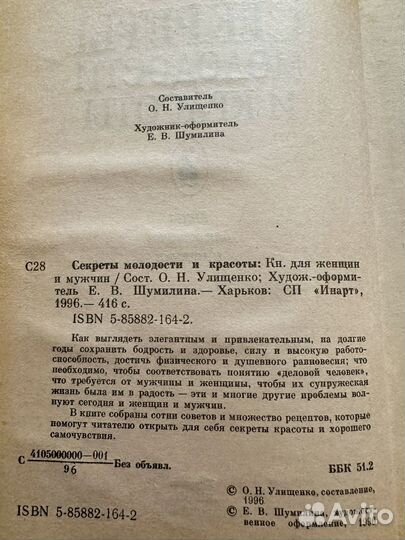 Составитель
О. Н. Улищенко
Художник-оформитель
Е. В. Шумилина
С28
Секреты молодости и красоты: Кн. для женщин
и мужчин / Сост. О. Н. Улищенко; Худож.-оформи-
тель Е. В. Шумилина.— Харьков: СП «Инарт»,
1996.— 416 с.
ISBN 5-85882-164-2.
Как выглядеть элегантным и привлекательным, на долгие
годы сохранить бодрость и здоровье, силу и высокую работо-
способность, достичь физического и душевного равновесия; что
необходимо, чтобы соответствовать понятию «деловой человек»,
что требуется от мужчины и женщины, чтобы их супружеская
жизнь была им в радость — эти и многие другие проблемы вол-
нуют сегодня и женщин и мужчин.
В книге собраны сотни советов и множество рецептов, которые
помогут читателю открыть для себя секреты красоты и хорошего
самочувствия.
С 4105000000—001
96
Без объявл.
ББК 51.2
ISBN 5-85882-164-2
© О. Н. Улищенко, составление,
1996
© Е. В. Шумилина,
венное оформление,
Avito